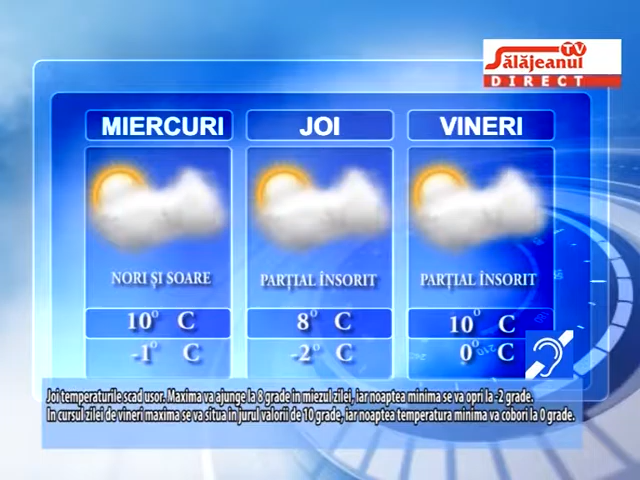 Sălăjeanul TV
DIRECT
MIERCURI JOI VINERI
NORI ȘI SOARE PARȚIAL ÎNSORIT PARȚIAL ÎNSORIT
10° C 8° C 10° C
-1° C -2° C 0° C
Joi temperaturile scad usor. Maxima va ajunge la 8 grade in miezul zilei, iar noaptea minima se va opri la -2 grade.
In cursul zilei de vineri maxima se va situa in jurul valorii de 10 grade, iar noaptea temperatura minima va cobori la 0 grade.